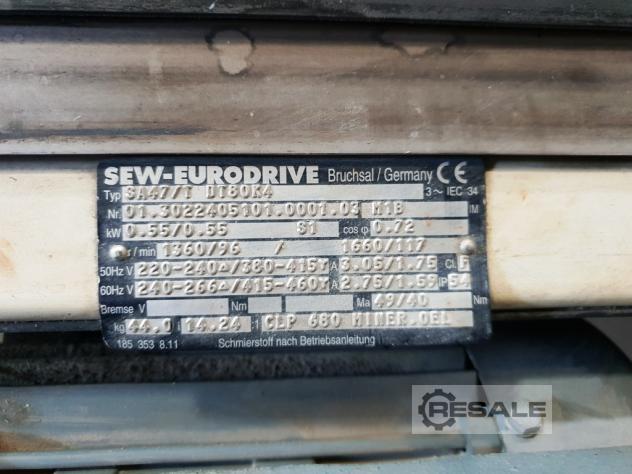 SEW-EURODRIVE Bruchsal / Germany CE
Typ SA47/T DT80K4 3~ IEC 34
Nr. 01.3022405101.0001.03 M1B IM
kW 0.55/0.55 S1 cos φ 0.72
r/min 1360/96 / 1660/117
50Hz V 220-240△/380-415Y A 3.05/1.75 Cl. F
60Hz V 240-266△/415-460Y A 2.75/1.59 IP 54
Bremse V Nm Ma 49/40 Nm
kg 44.0 i 14.24 :1 CLP 680 MINER.OEL
185 353 8.11 Schmierstoff nach Betriebsanleitung
RESALE